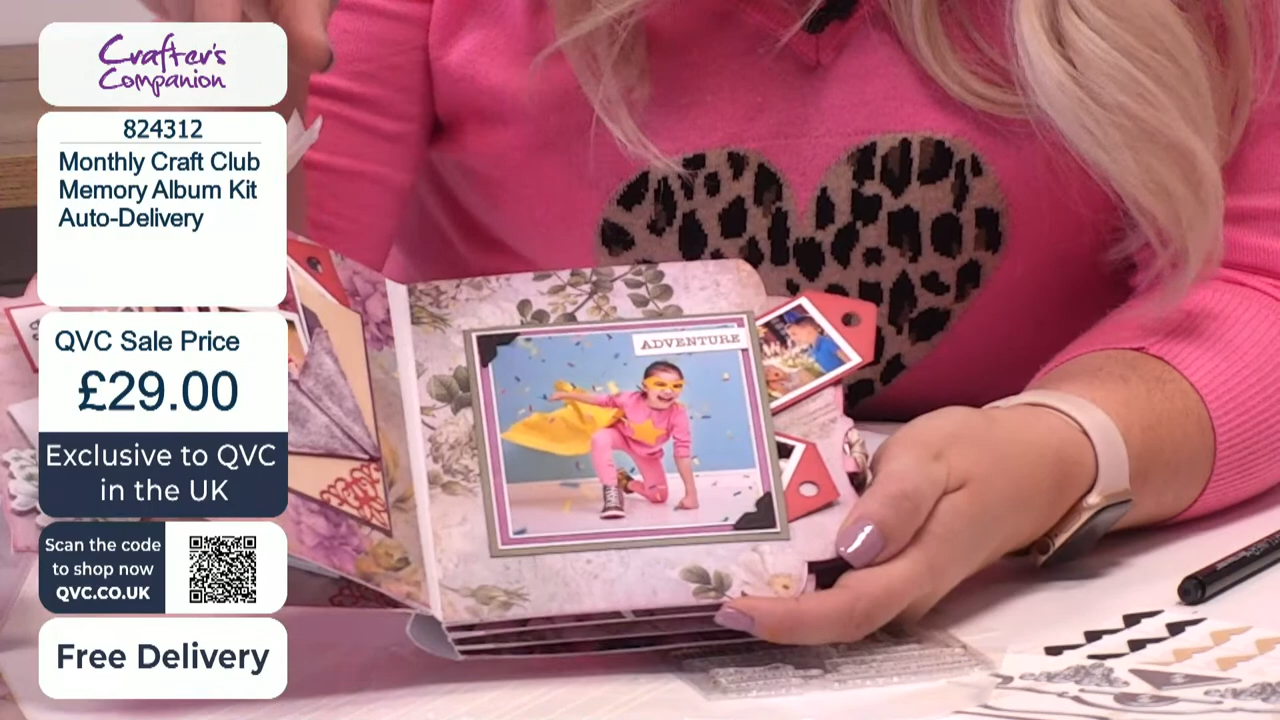 Crafter's
Companion
824312
Monthly Craft Club
Memory Album Kit
Auto-Delivery
QVC Sale Price
£29.00
Exclusive to QVC
in the UK
Scan the code
to shop now
QVC.CO.UK
Free Delivery
ADVENTURE